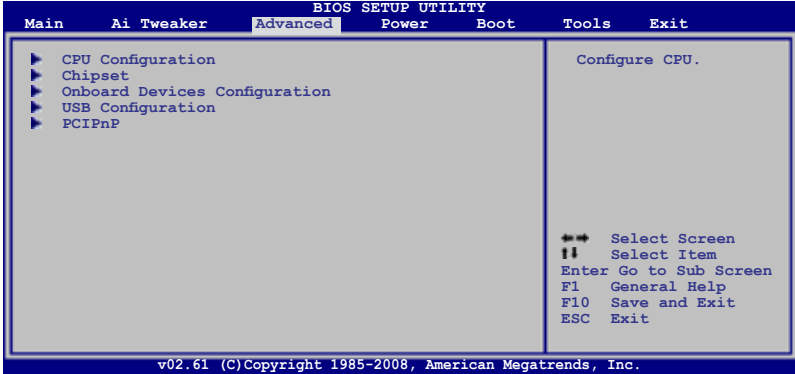 BIOS SETUP UTILITY
Main Ai Tweaker Advanced Power Boot Tools Exit
CPU Configuration
Chipset
Onboard Devices Configuration
USB Configuration
PCIPnP
Configure CPU.
Select Screen
Select Item
Enter Go to Sub Screen
F1 General Help
F10 Save and Exit
ESC Exit
v02.61 (C)Copyright 1985-2008, American Megatrends, Inc.